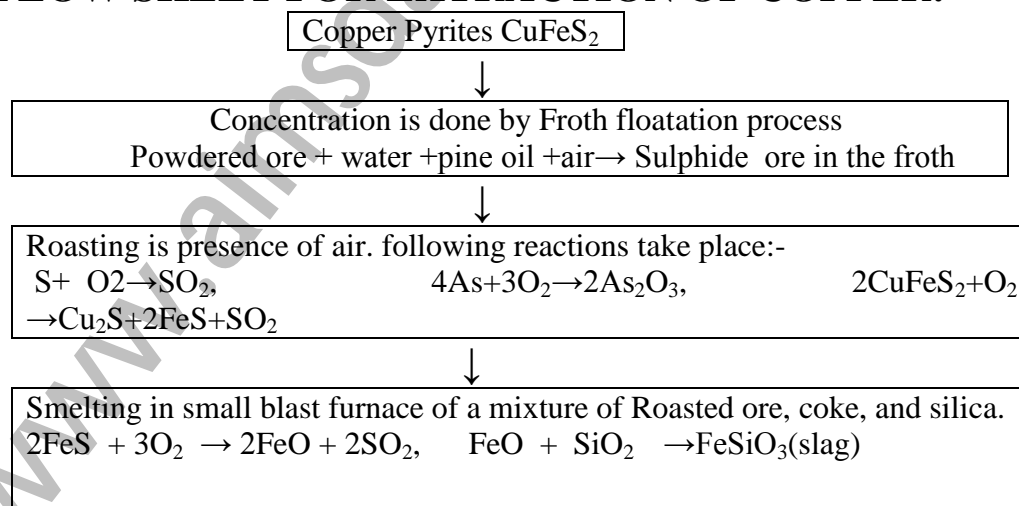 FLOW SHEET FOR EXTRACTION OF COPPER:
Copper Pyrites CuFeS₂
↓
Concentration is done by Froth floatation process
Powdered ore + water +pine oil +air→ Sulphide ore in the froth
↓
Roasting is presence of air. following reactions take place:-
S+ O2→SO₂, 4As+3O₂→2As₂O₃, 2CuFeS₂+O₂
→Cu₂S+2FeS+SO₂
↓
Smelting in small blast furnace of a mixture of Roasted ore, coke, and silica.
2FeS + 3O₂ → 2FeO + 2SO₂, FeO + SiO₂ →FeSiO₃(slag)
www.aimso